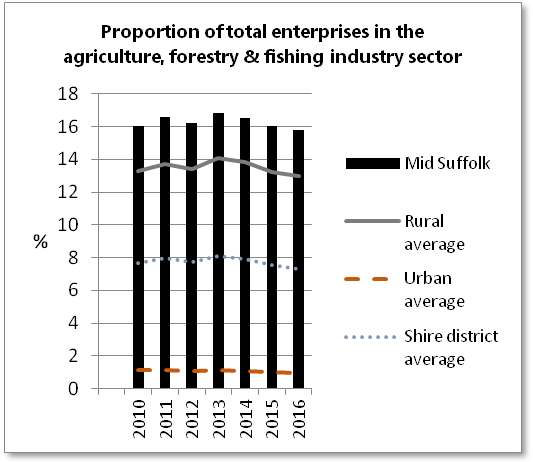 Proportion of total enterprises in the
agriculture, forestry & fishing industry sector
18
16
14
12
10
8
6
4
2
0
%
2010
2011
2012
2013
2014
2015
2016
Mid Suffolk
Rural
average
Urban
average
Shire district
average